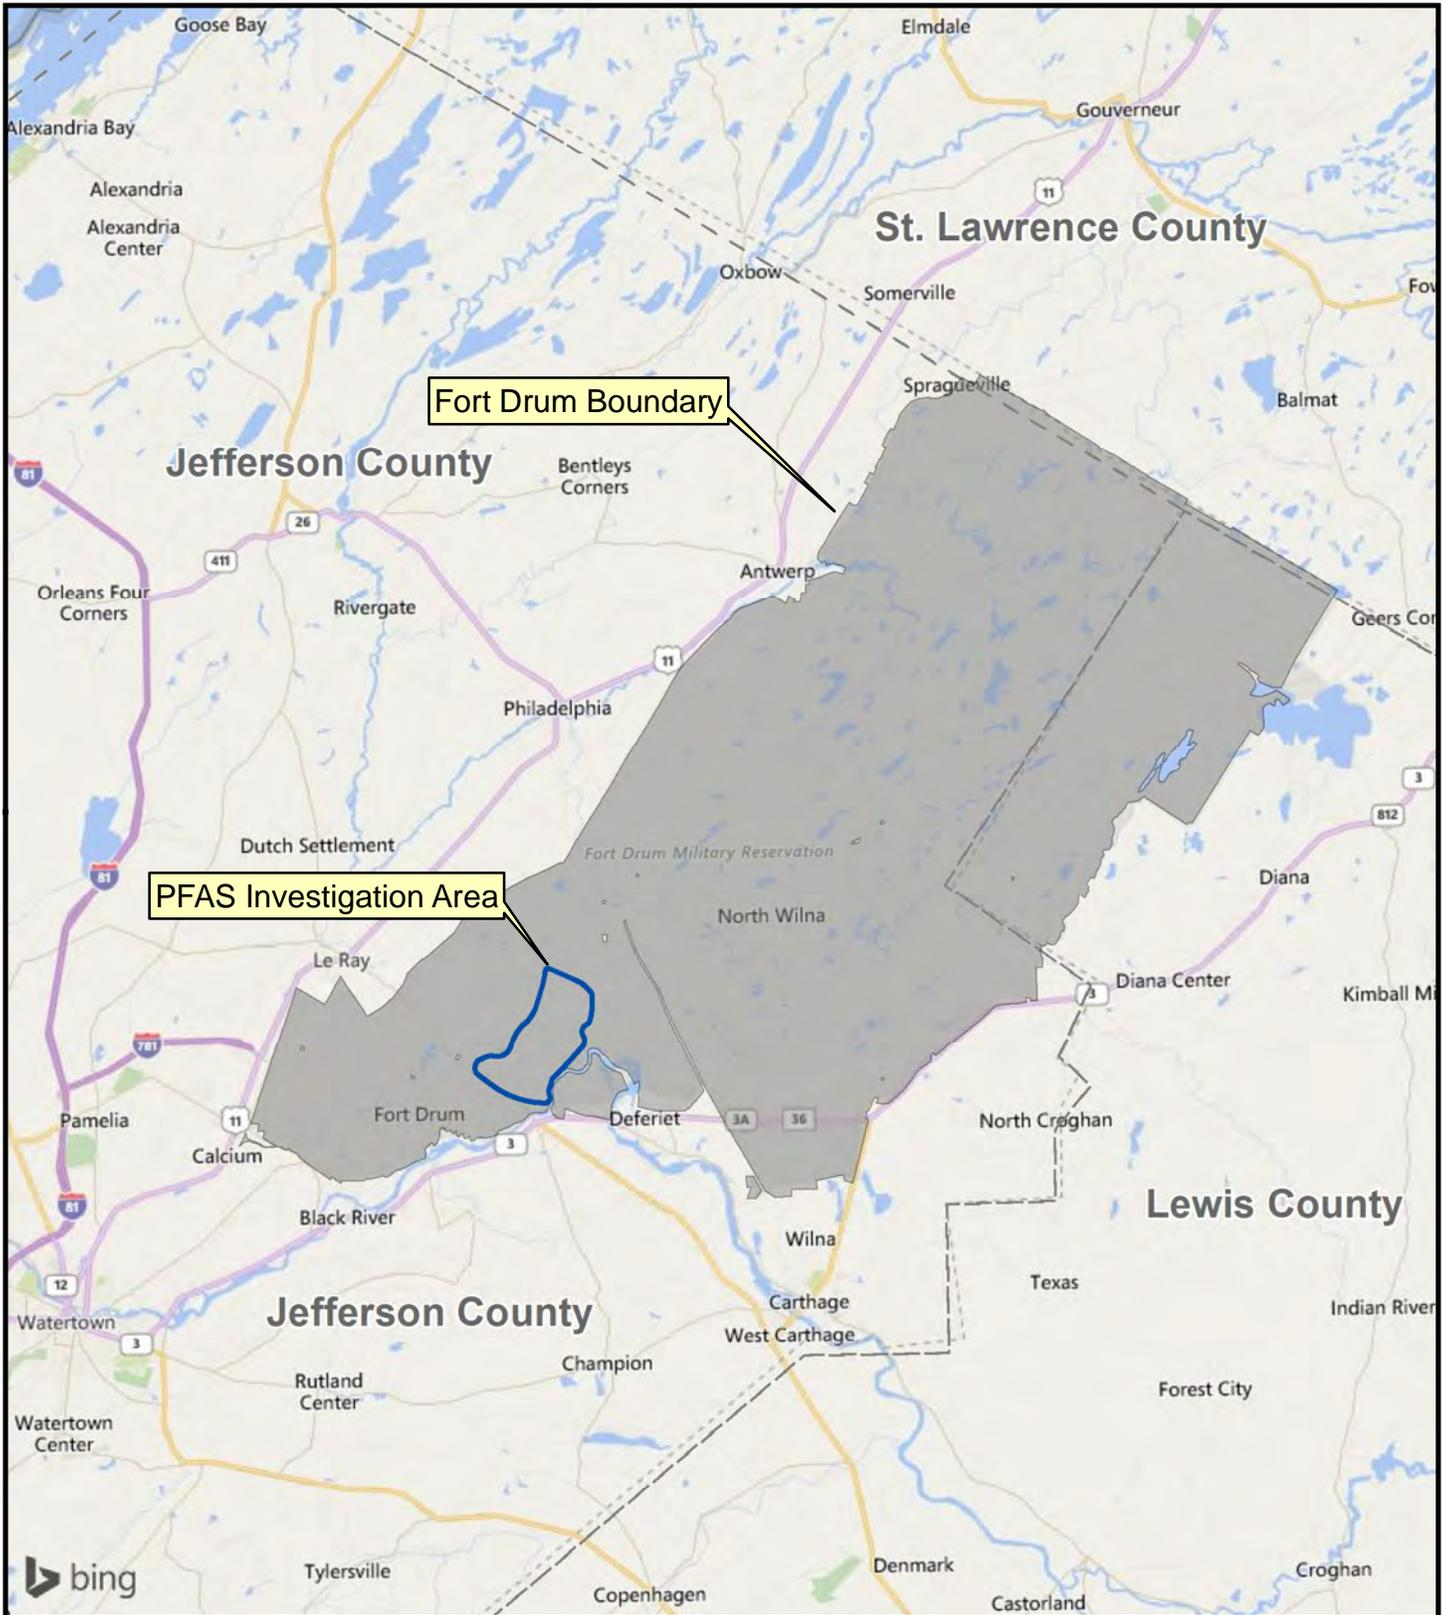 Goose Bay
Elmdale
Gouverneur
Alexandria Bay
Alexandria
11
Alexandria
Center
St. Lawrence County
Oxbow
Somerville
Fow
Spragueville
Fort Drum Boundary
Balmat
Jefferson County
Bentleys
Corners
81
26
411
Antwerp
Orleans Four
Corners
Rivergate
Geers Cor
11
Philadelphia
3
812
Dutch Settlement
Fort Drum Military Reservation
81
Diana
PFAS Investigation Area
North Wilna
Le Ray
Diana Center
3
Kimball Mi
781
Pamelia
11
Fort Drum
Deferiet
3A
36
North Croghan
3
Calcium
81
Black River
Lewis County
Wilna
12
Texas
Carthage
Jefferson County
Indian River
Watertown
3
West Carthage
Champion
Rutland
Center
Forest City
Watertown
Center
bing
Tylersville
Denmark
Croghan
Copenhagen
Castorland